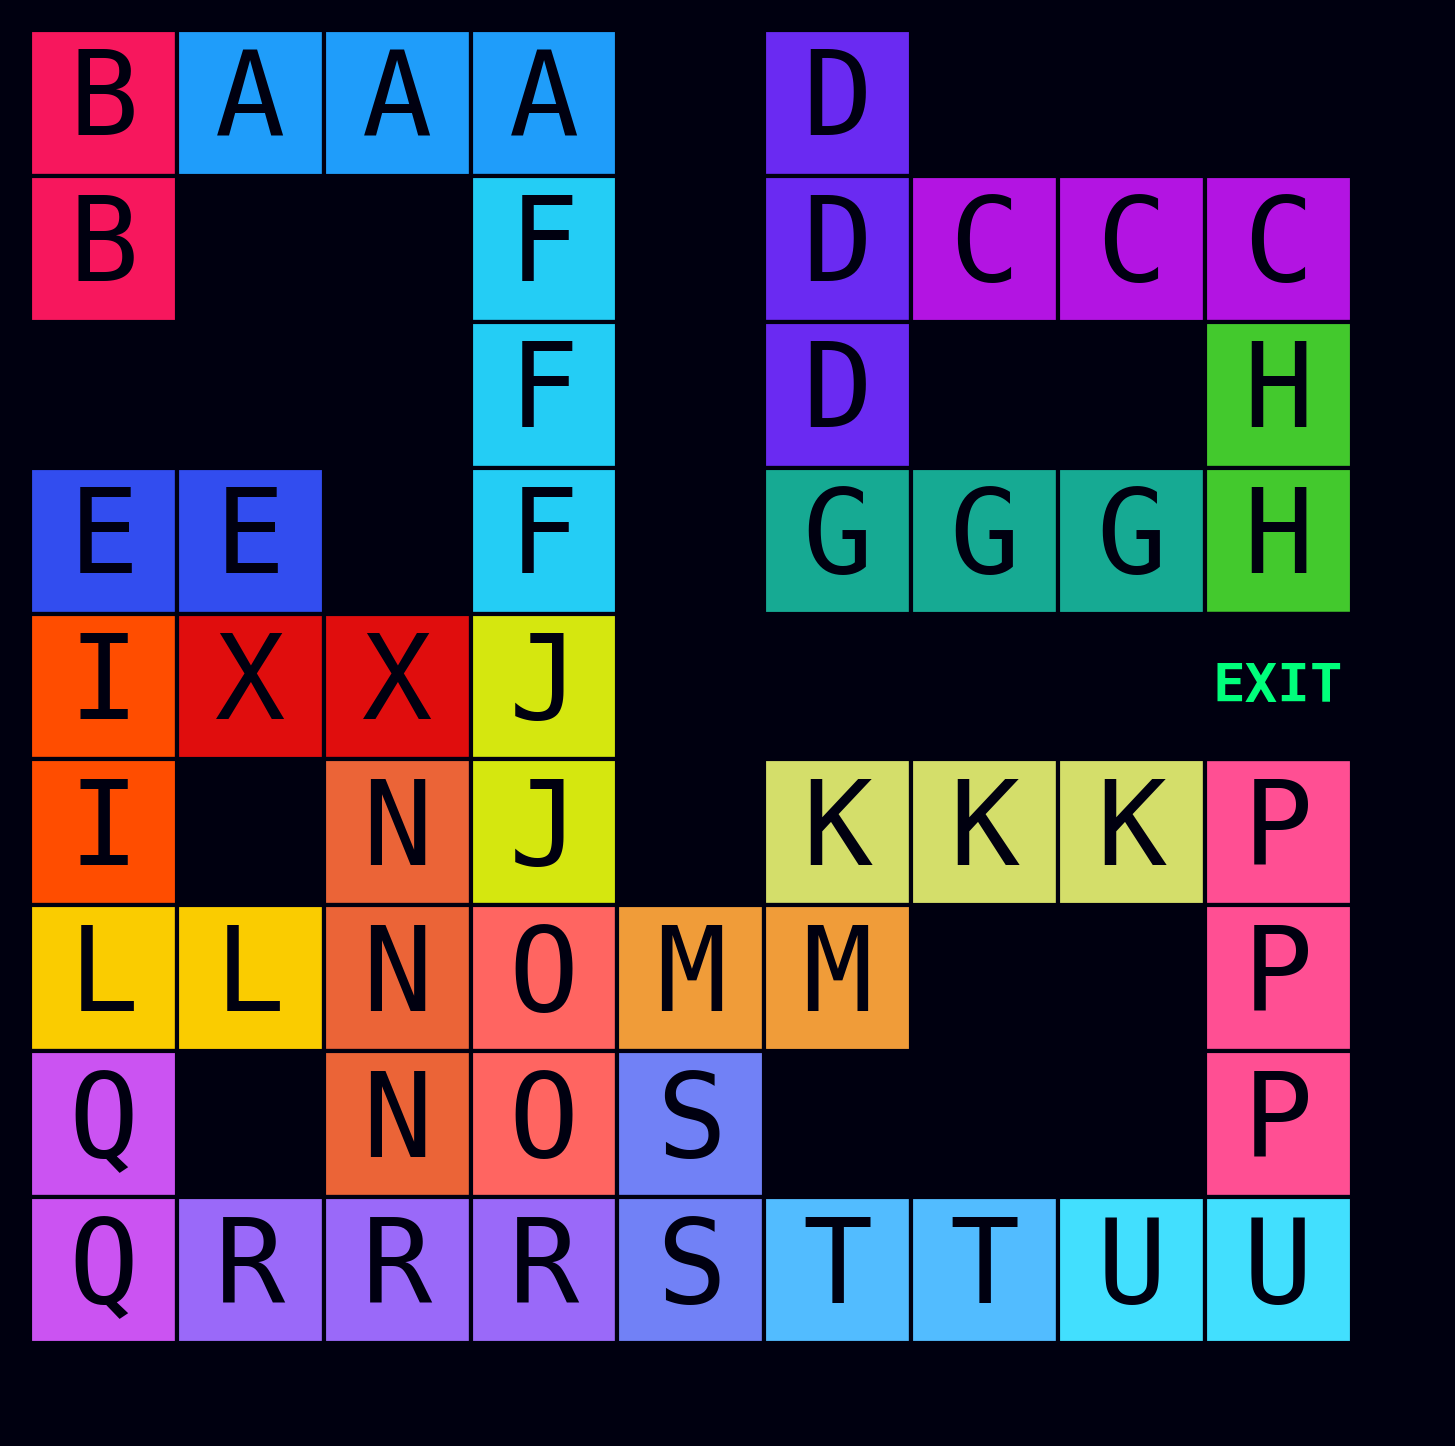 B A A A D
B F D C C C
F D H
E E F G G G H
I X X J EXIT
I N J K K K P
L L N O M M P
Q N O S P
Q R R R S T T U U